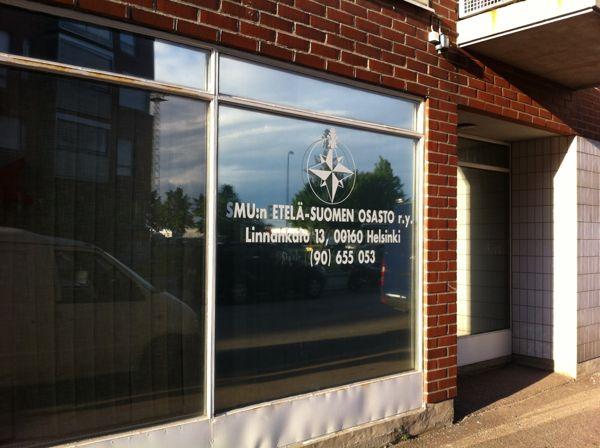 SMU:n ETELÄ-SUOMEN OSASTO r.y.
Linnankatu 13, 00160 Helsinki
(90) 655 053